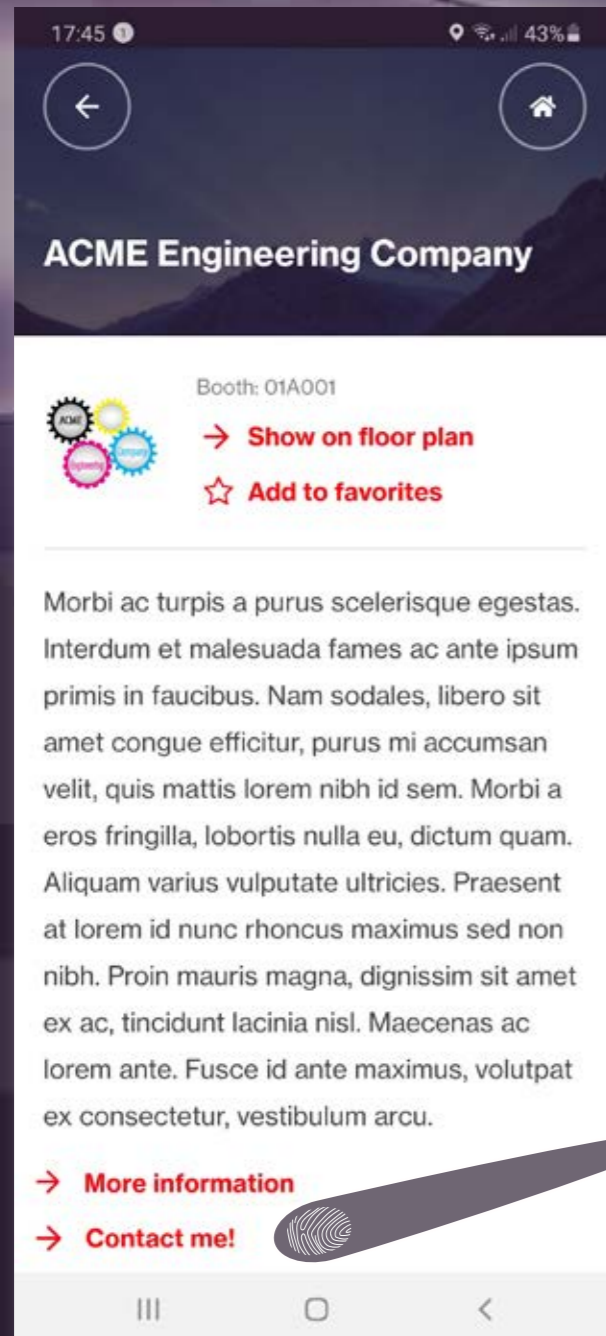 17:45 1 43%
ACME Engineering Company
Booth: 01A001
ACME
Engineering
Company
→ Show on floor plan
☆ Add to favorites
Morbi ac turpis a purus scelerisque egestas.
Interdum et malesuada fames ac ante ipsum
primis in faucibus. Nam sodales, libero sit
amet congue efficitur, purus mi accumsan
velit, quis mattis lorem nibh id sem. Morbi a
eros fringilla, lobortis nulla eu, dictum quam.
Aliquam varius vulputate ultricies. Praesent
at lorem id nunc rhoncus maximus sed non
nibh. Proin mauris magna, dignissim sit amet
ex ac, tincidunt lacinia nisl. Maecenas ac
lorem ante. Fusce id ante maximus, volutpat
ex consectetur, vestibulum arcu.
→ More information
→ Contact me!